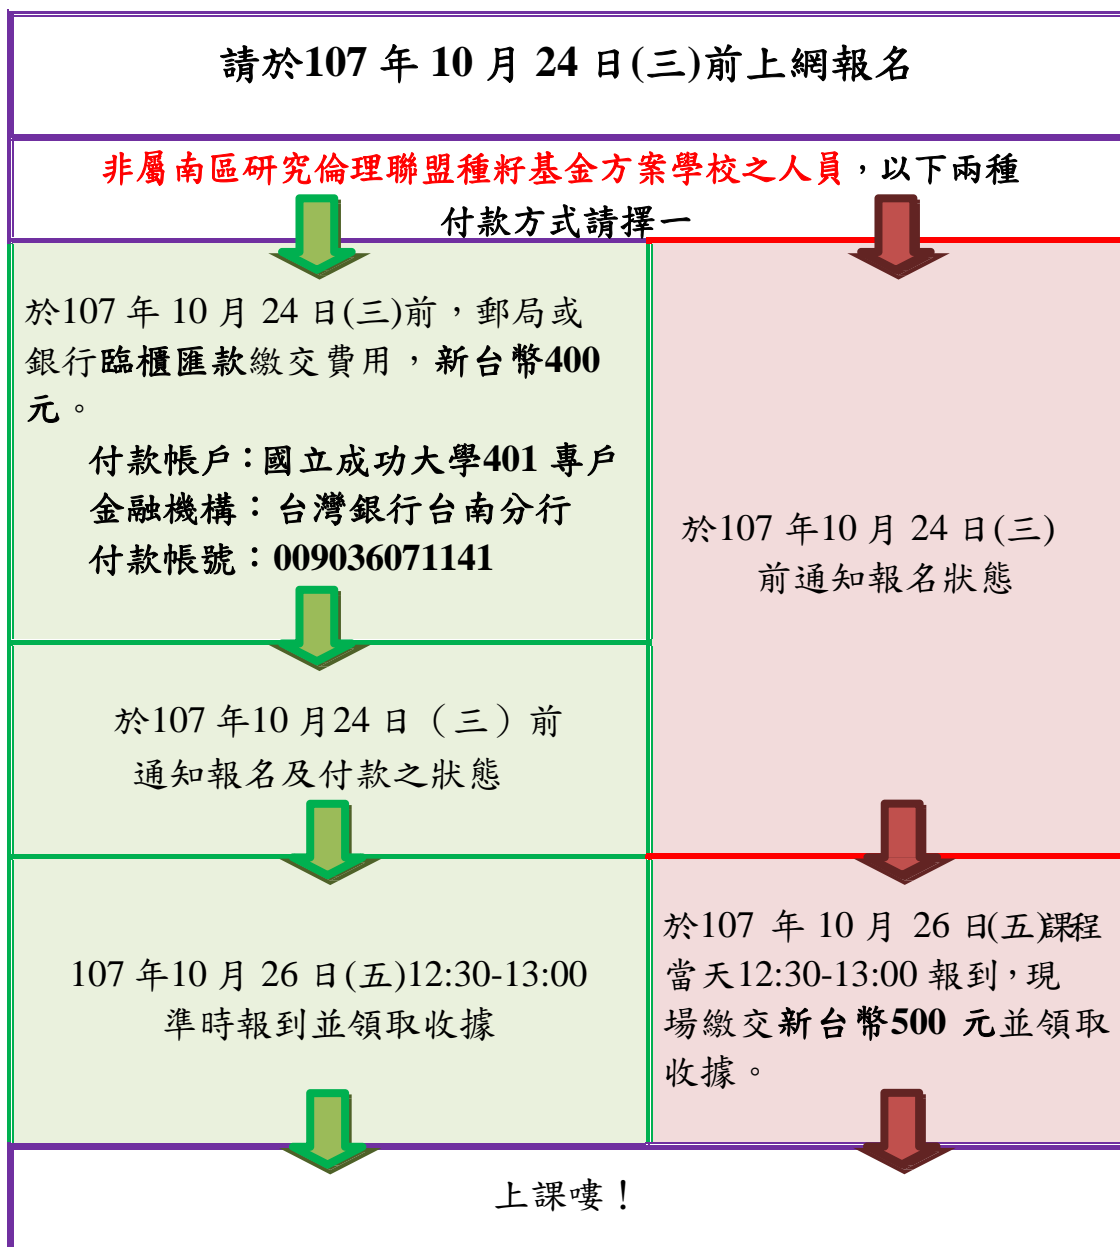 請於107 年 10 月 24 日(三)前上網報名
非屬南區研究倫理聯盟種籽基金方案學校之人員，以下兩種
付款方式請擇一
於107 年 10 月 24 日(三)前，郵局或
銀行臨櫃匯款繳交費用，新台幣400
元。
付款帳戶：國立成功大學401 專戶
金融機構：台灣銀行台南分行
付款帳號：009036071141
於107 年10 月24 日（三）前
通知報名及付款之狀態
107 年10 月 26 日(五)12:30-13:00
準時報到並領取收據
於107 年10 月 24 日(三)
前通知報名狀態
於107 年 10 月 26 日(五)課程
當天12:30-13:00 報到，現
場繳交新台幣500 元並領取
收據。
上課嘍！